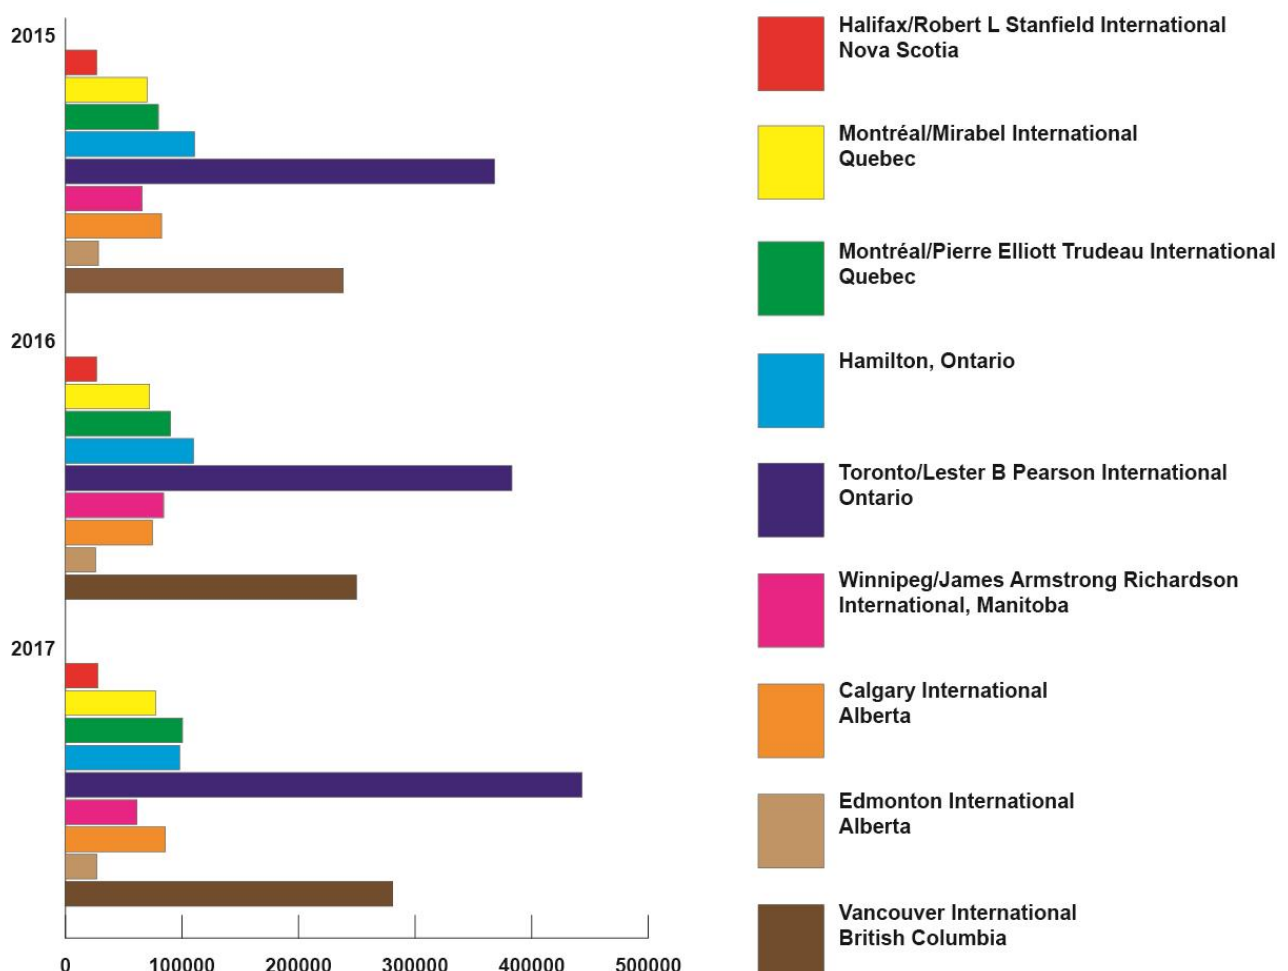 2015
2016
2017
0 100000 200000 300000 400000 500000
Halifax/Robert L Stanfield International
Nova Scotia
Montréal/Mirabel International
Quebec
Montréal/Pierre Elliott Trudeau International
Quebec
Hamilton, Ontario
Toronto/Lester B Pearson International
Ontario
Winnipeg/James Armstrong Richardson
International, Manitoba
Calgary International
Alberta
Edmonton International
Alberta
Vancouver International
British Columbia